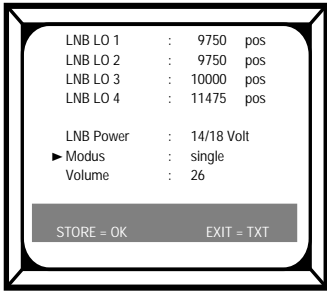 LNB LO 1 : 9750 pos
LNB LO 2 : 9750 pos
LNB LO 3 : 10000 pos
LNB LO 4 : 11475 pos
LNB Power : 14/18 Volt
►Modus : single
Volume : 26
STORE = OK EXIT = TXT